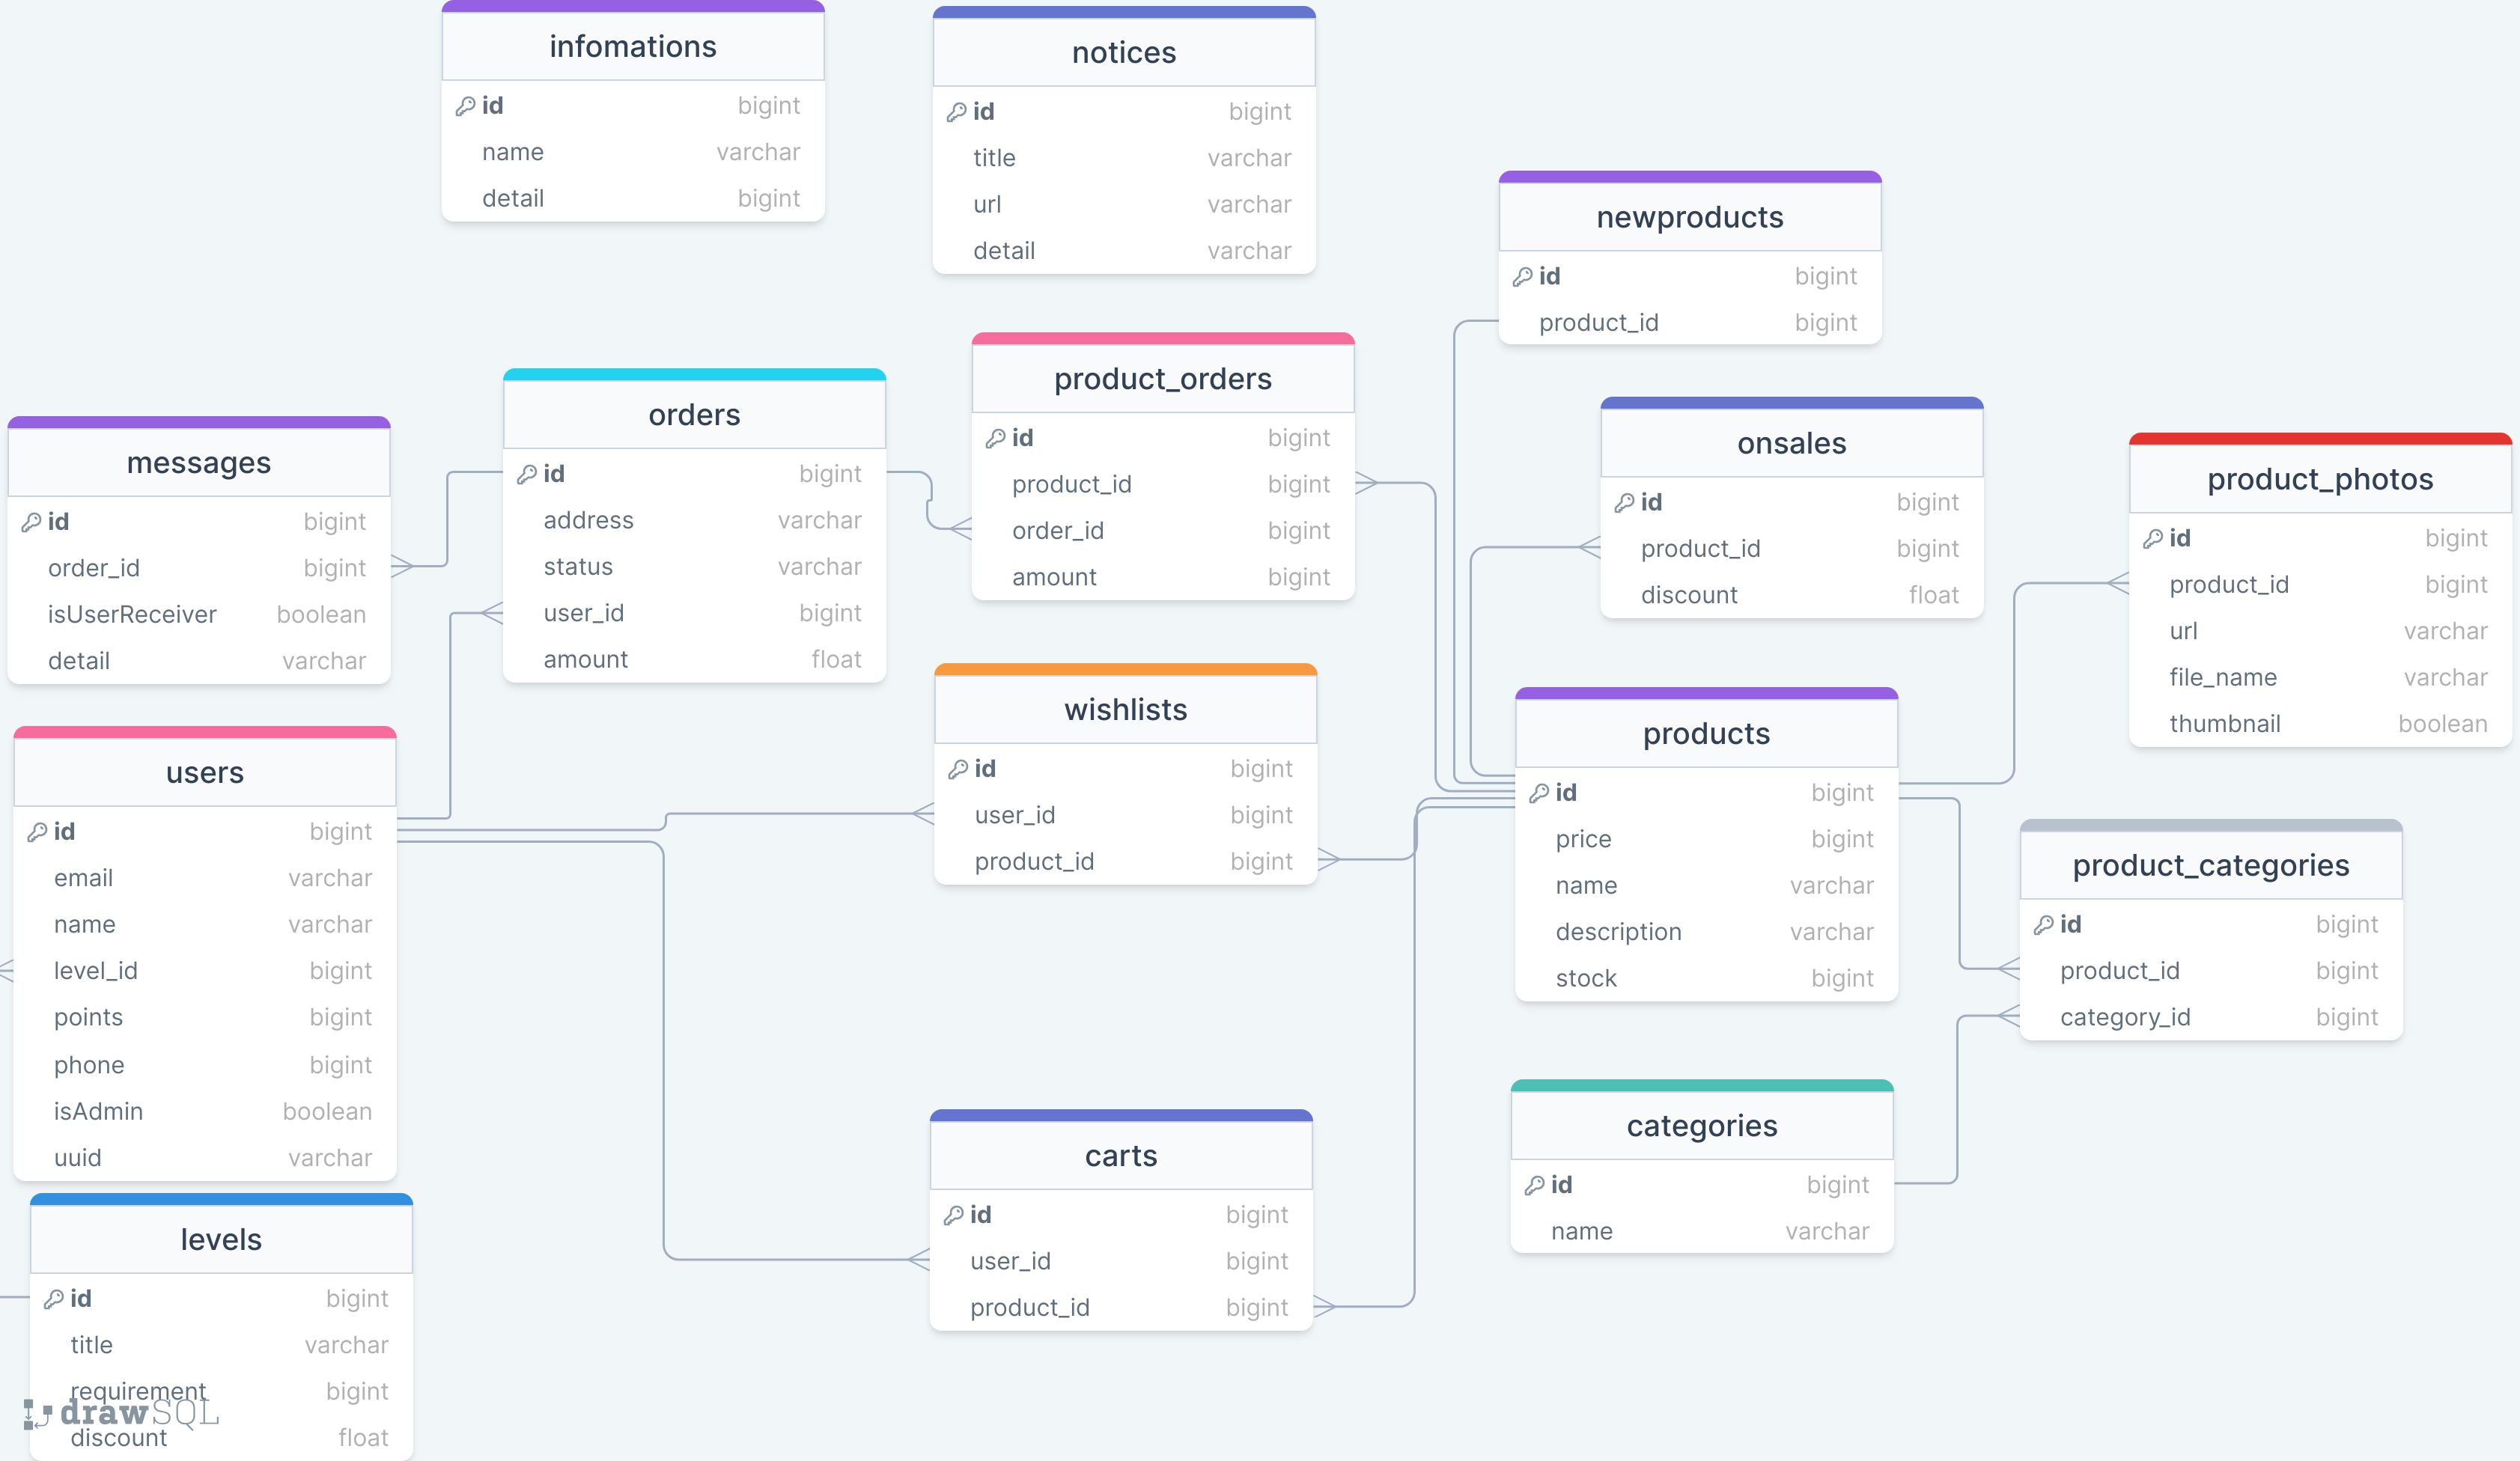 infomations
id bigint
name varchar
detail bigint
notices
id bigint
title varchar
url varchar
detail varchar
newproducts
id bigint
product_id bigint
product_orders
id bigint
product_id bigint
order_id bigint
amount bigint
orders
id bigint
address varchar
status varchar
user_id bigint
amount float
onsales
id bigint
product_id bigint
discount float
messages
id bigint
order_id bigint
isUserReceiver boolean
detail varchar
product_photos
id bigint
product_id bigint
url varchar
file_name varchar
thumbnail boolean
wishlists
id bigint
user_id bigint
product_id bigint
products
id bigint
price bigint
name varchar
description varchar
stock bigint
users
id bigint
email varchar
name varchar
level_id bigint
points bigint
phone bigint
isAdmin boolean
uuid varchar
product_categories
id bigint
product_id bigint
category_id bigint
categories
id bigint
name varchar
carts
id bigint
user_id bigint
product_id bigint
levels
id bigint
title varchar
requirement bigint
discount float
drawSQL